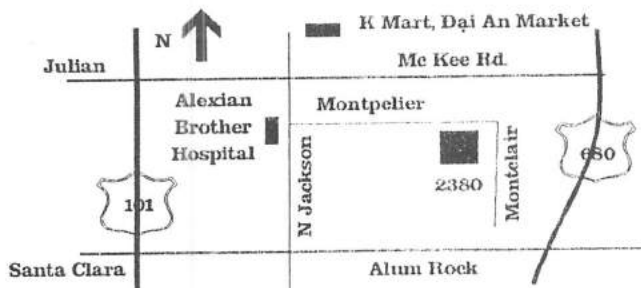 N
K Mart, Đại An Market
Julian
Mc Kee Rd.
Alexian
Brother
Hospital
Montpelier
N Jackson
2380
Montclair
101
680
Santa Clara
Alum Rock